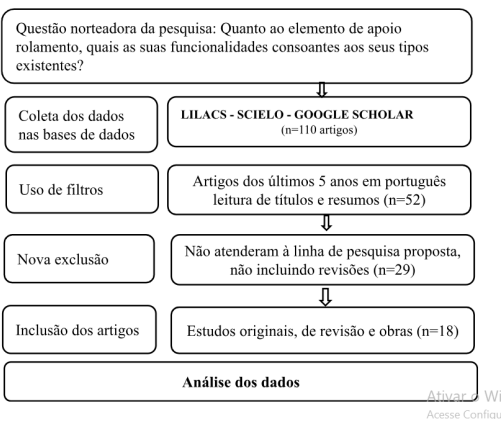 Questão norteadora da pesquisa: Quanto ao elemento de apoio
rolamento, quais as suas funcionalidades consoantes aos seus tipos
existentes?
Coleta dos dados
nas bases de dados
LILACS - SCIELO - GOOGLE SCHOLAR
(n=110 artigos)
Uso de filtros
Artigos dos últimos 5 anos em português
leitura de títulos e resumos (n=52)
Nova exclusão
Não atenderam à linha de pesquisa proposta,
não incluindo revisões (n=29)
Inclusão dos artigos
Estudos originais, de revisão e obras (n=18)
Análise dos dados
Ativar o Wi
Acesse Configu